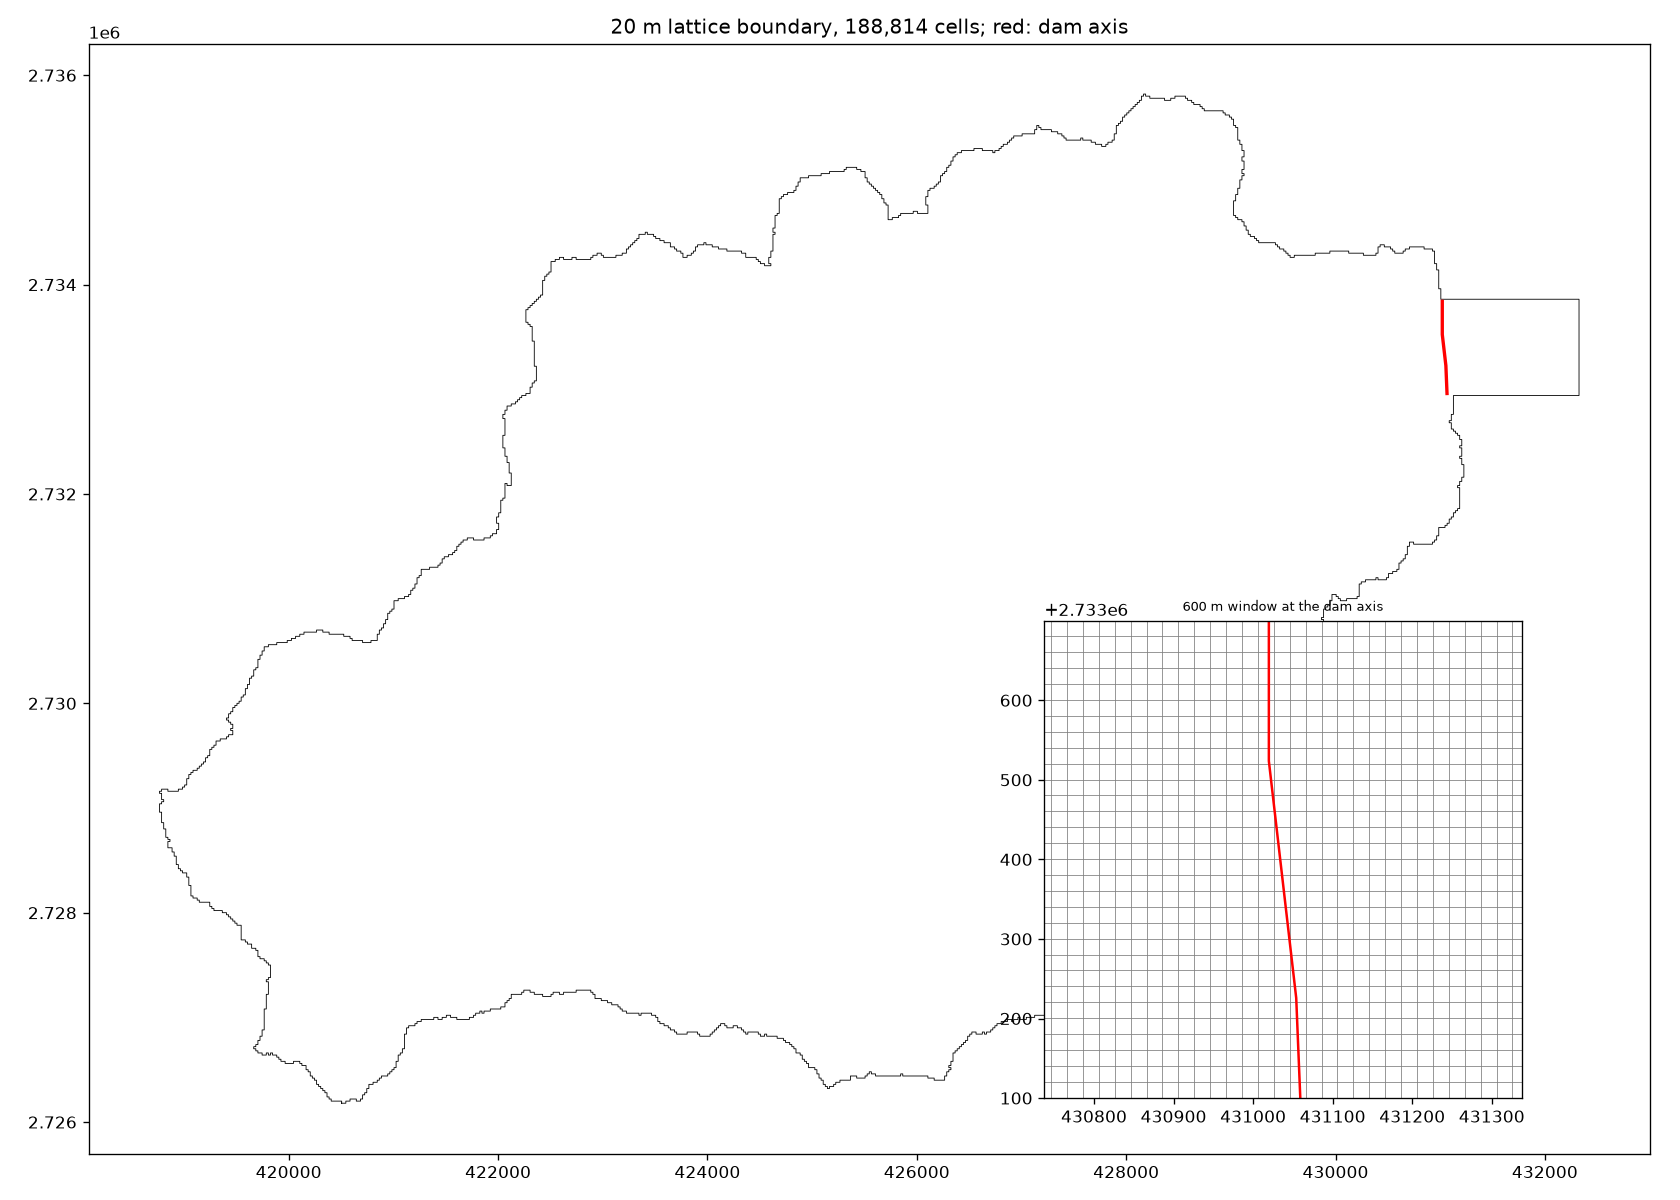 20 m lattice boundary, 188,814 cells; red: dam axis
1e6
2.736
2.734
2.732
2.730
2.728
2.726
420000 422000 424000 426000 428000 430000 432000
+2.733e6
600 m window at the dam axis
600
500
400
300
200
100
430800 430900 431000 431100 431200 431300